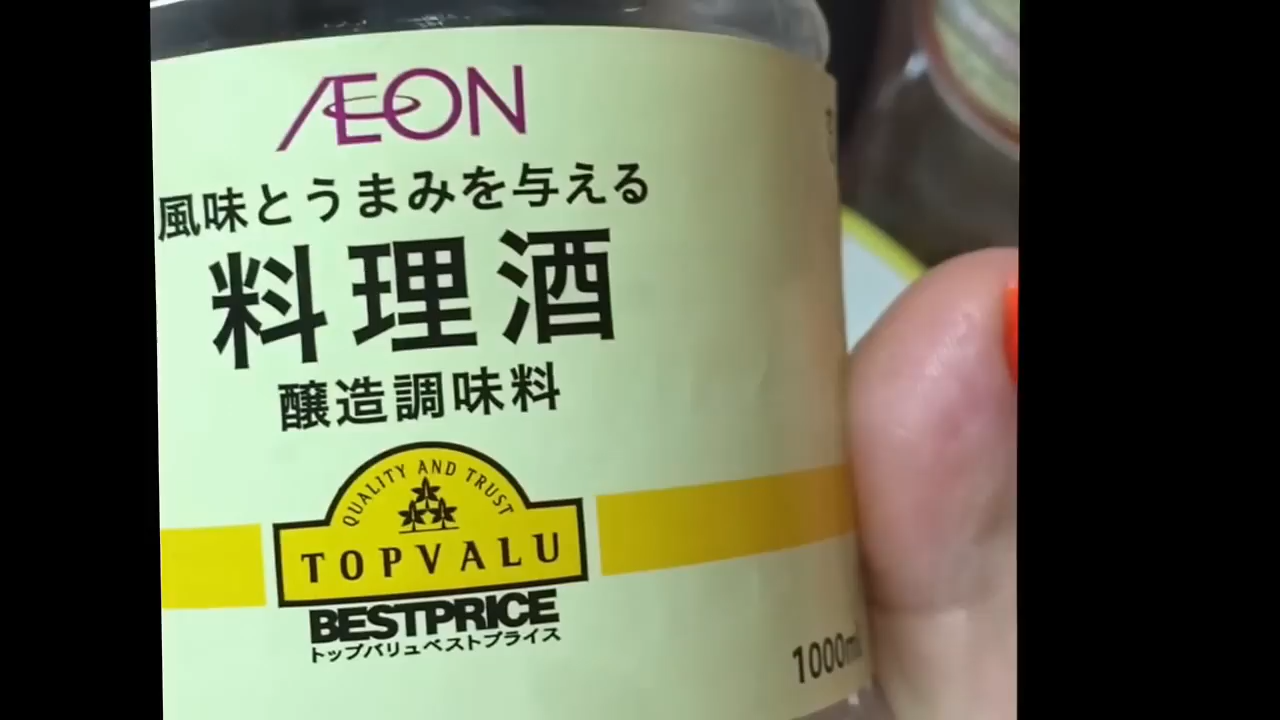 ÆON
風味とうまみを与える
料理酒
醸造調味料
QUALITY AND TRUST
TOPVALU
BESTPRICE
トップバリュベストプライス
1000ml